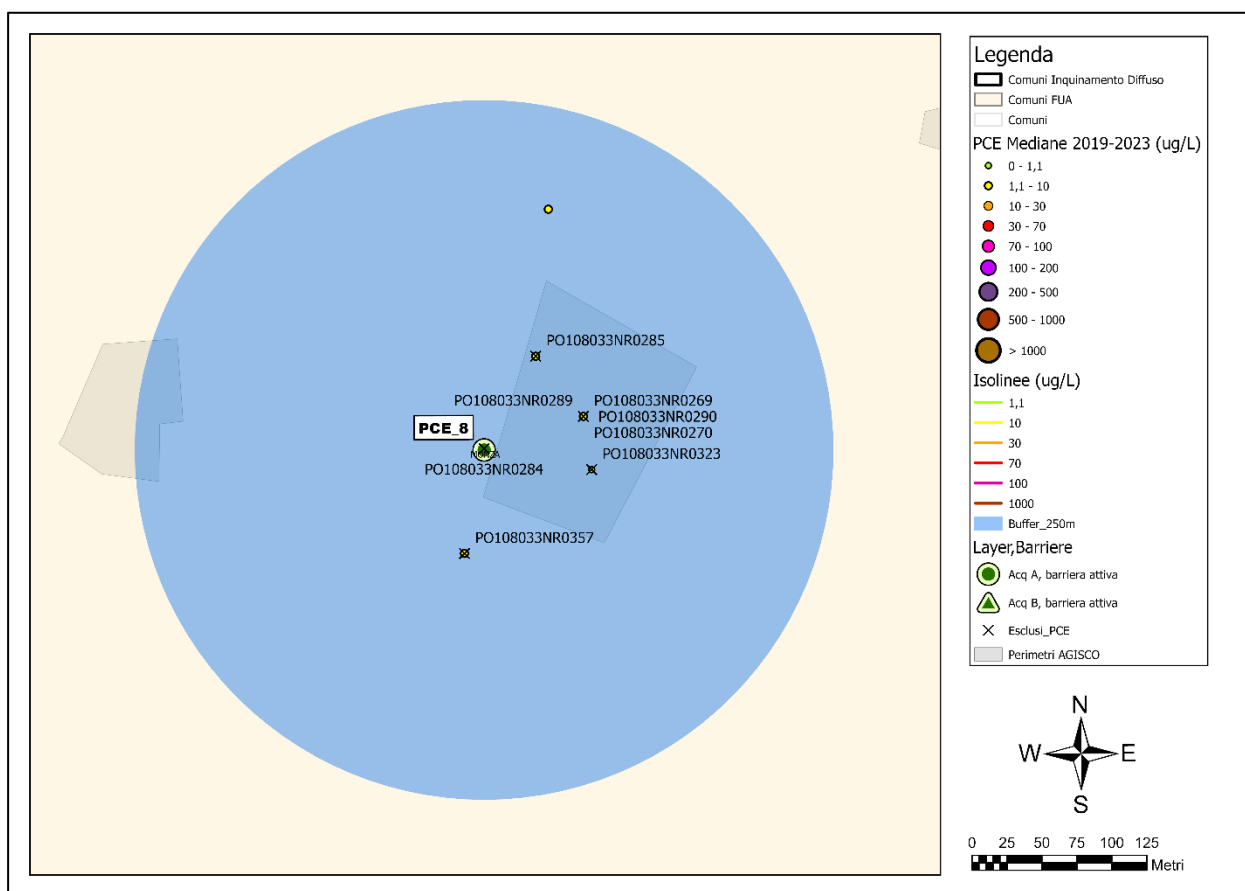 PO108033NR0285
PO108033NR0289 PO108033NR0269
PO108033NR0290
PCE_8
PO108033NR0270
MONZA
PO108033NR0323
PO108033NR0284
PO108033NR0357
Legenda
Comuni Inquinamento Diffuso
Comuni FUA
Comuni
PCE Mediane 2019-2023 (ug/L)
0 - 1,1
1,1 - 10
10 - 30
30 - 70
70 - 100
100 - 200
200 - 500
500 - 1000
> 1000
Isolinee (ug/L)
1,1
10
30
70
100
1000
Buffer_250m
Layer,Barriere
Acq A, barriera attiva
Acq B, barriera attiva
Esclusi_PCE
Perimetri AGISCO
N
W E
S
0 25 50 75 100 125
Metri